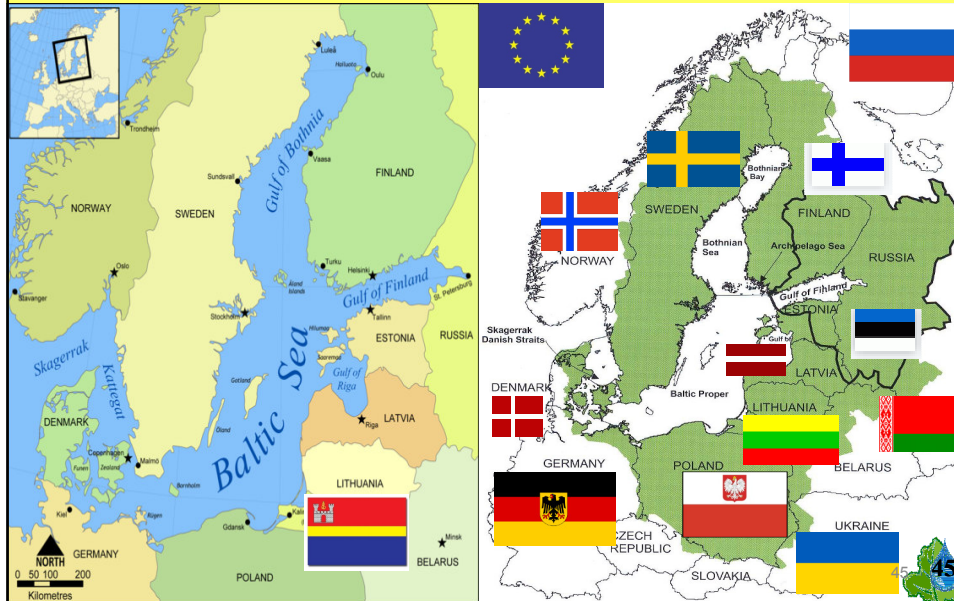 Luleå
Hailuoto
Oulu
Trondheim
Gulf of Bothnia
Vaasa
FINLAND
Sundsvall
NORWAY
SWEDEN
Turku
Helsinki
Oslo
Åland
Islands
Gulf of Finland
St. Petersburg
Stavanger
Stockholm
Tallinn
Hiiumaa
ESTONIA
RUSSIA
Skagerrak
Saaremaa
Gulf of
Riga
Kattegat
Gotland
LATVIA
Riga
DENMARK
Öland
Baltic Sea
Copenhagen
Malmö
Funen
Zealand
Bornholm
LITHUANIA
Kiel
Rügen
Gdansk
Minsk
NORTH
0 50 100 200
Kilometres
GERMANY
POLAND
BELARUS
Bothnian
Bay
SWEDEN
FINLAND
Bothnian
Sea
Archipelago Sea
RUSSIA
NORWAY
Gulf of Finland
ESTONIA
Skagerrak
Danish Straits
Gulf of
LATVIA
DENMARK
Baltic Proper
LITHUANIA
GERMANY
POLAND
BELARUS
UKRAINE
CZECH
REPUBLIC
SLOVAKIA
45
45